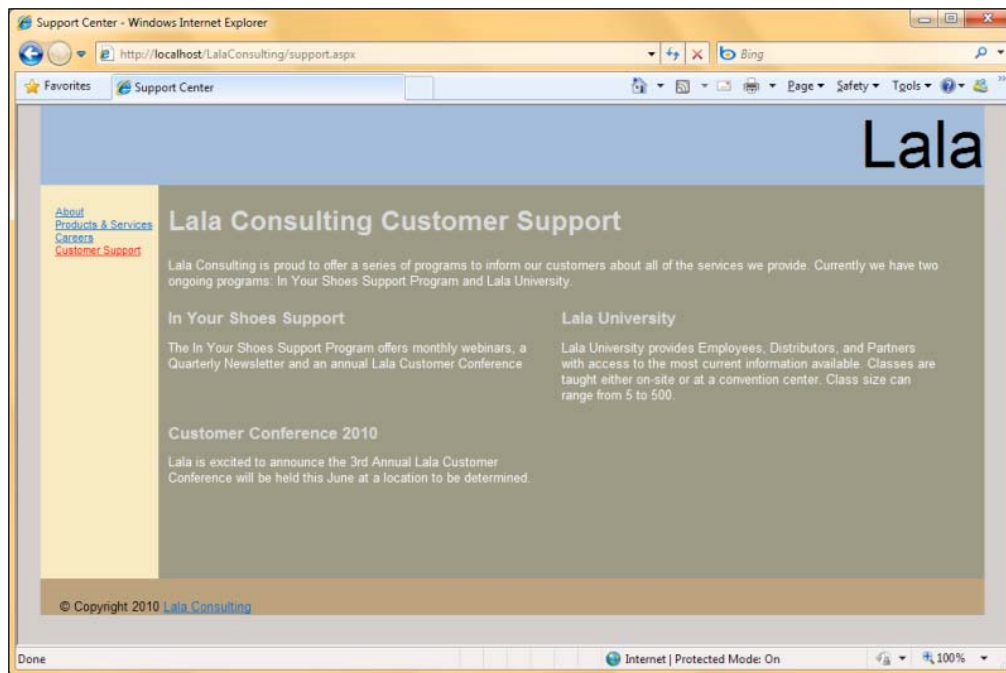 Support Center - Windows Internet Explorer
http://localhost/LalaConsulting/support.aspx
Bing
Favorites
Support Center
Page
Safety
Tools
Lala
About
Products & Services
Careers
Customer Support
Lala Consulting Customer Support
Lala Consulting is proud to offer a series of programs to inform our customers about all of the services we provide. Currently we have two
ongoing programs: In Your Shoes Support Program and Lala University.
In Your Shoes Support
The In Your Shoes Support Program offers monthly webinars, a
Quarterly Newsletter and an annual Lala Customer Conference
Lala University
Lala University provides Employees, Distributors, and Partners
with access to the most current information available. Classes are
taught either on-site or at a convention center. Class size can
range from 5 to 500.
Customer Conference 2010
Lala is excited to announce the 3rd Annual Lala Customer
Conference will be held this June at a location to be determined.
© Copyright 2010 Lala Consulting
Done
Internet | Protected Mode: On
100%